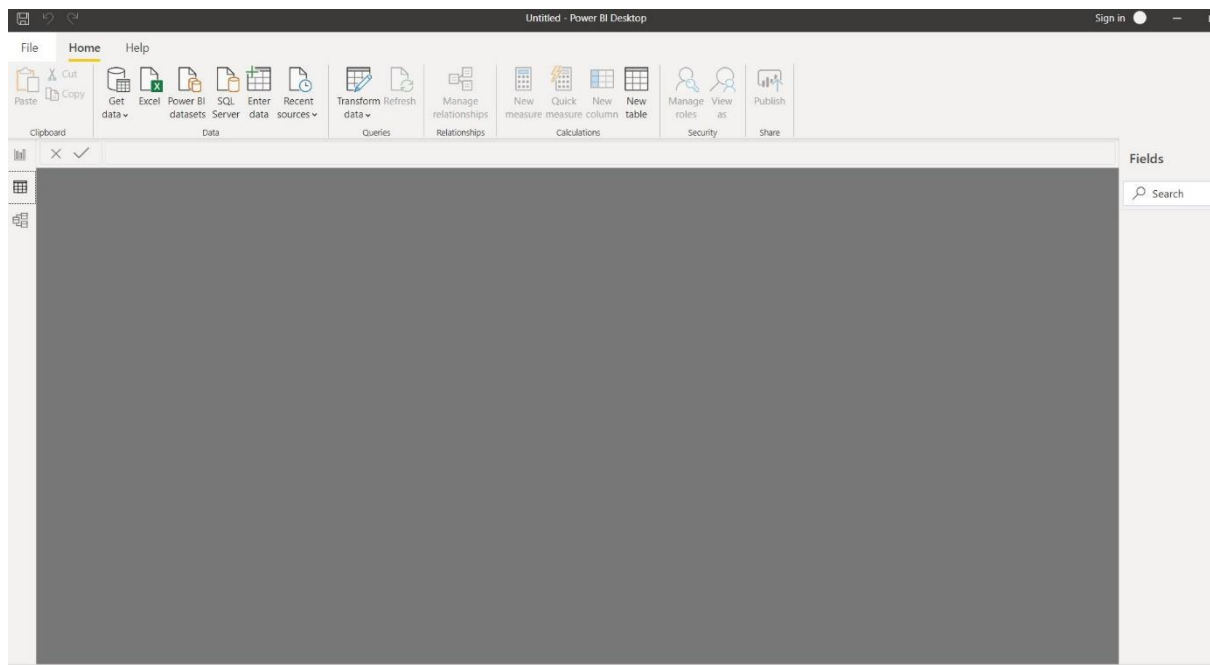 Untitled - Power BI Desktop
Sign in
File Home Help
Paste
Cut
Copy
Clipboard
Get data
Excel
Power BI datasets
SQL Server
Enter data
Recent sources
Data
Transform data
Refresh
Queries
Manage relationships
Relationships
New measure
Quick measure
New column
New table
Calculations
Manage roles
View as
Security
Publish
Share
Fields
Search